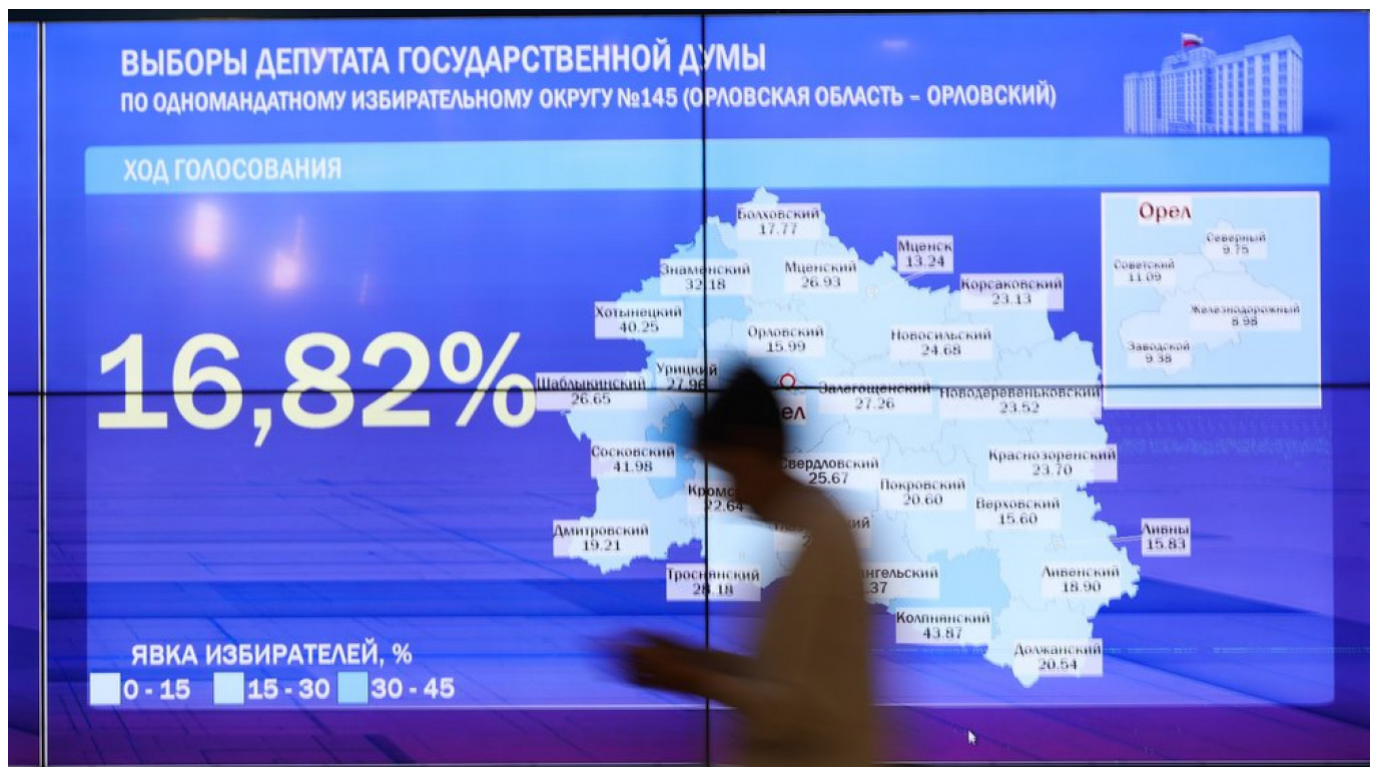 ВЫБОРЫ ДЕПУТАТА ГОСУДАРСТВЕННОЙ ДУМЫ
ПО ОДНОМАНДАТНОМУ ИЗБИРАТЕЛЬНОМУ ОКРУГУ №145 (ОРЛОВСКАЯ ОБЛАСТЬ – ОРЛОВСКИЙ)
ХОД ГОЛОСОВАНИЯ
16,82%
Болховский
17.77
Мценск
13.24
Знаменский
32.18
Мценский
26.93
Корсаковский
23.13
Хотынецкий
40.25
Орловский
15.99
Новосильский
24.68
Урицкий
27.96
Шаблыкинский
26.65
Залегощенский
27.26
Новодеревеньковский
23.52
Сосковский
41.98
Свердловский
25.67
Краснозоренский
23.70
22.64
Покровский
20.60
Верховский
15.60
Дмитровский
19.21
Ливны
15.83
Троснянский
28.18
Ливенский
18.90
Колпнянский
43.87
Должанский
20.54
Орел
Северный
9.75
Советский
11.09
Железнодорожный
8.98
Заводской
9.38
ЯВКА ИЗБИРАТЕЛЕЙ, %
0 - 15 15 - 30 30 - 45